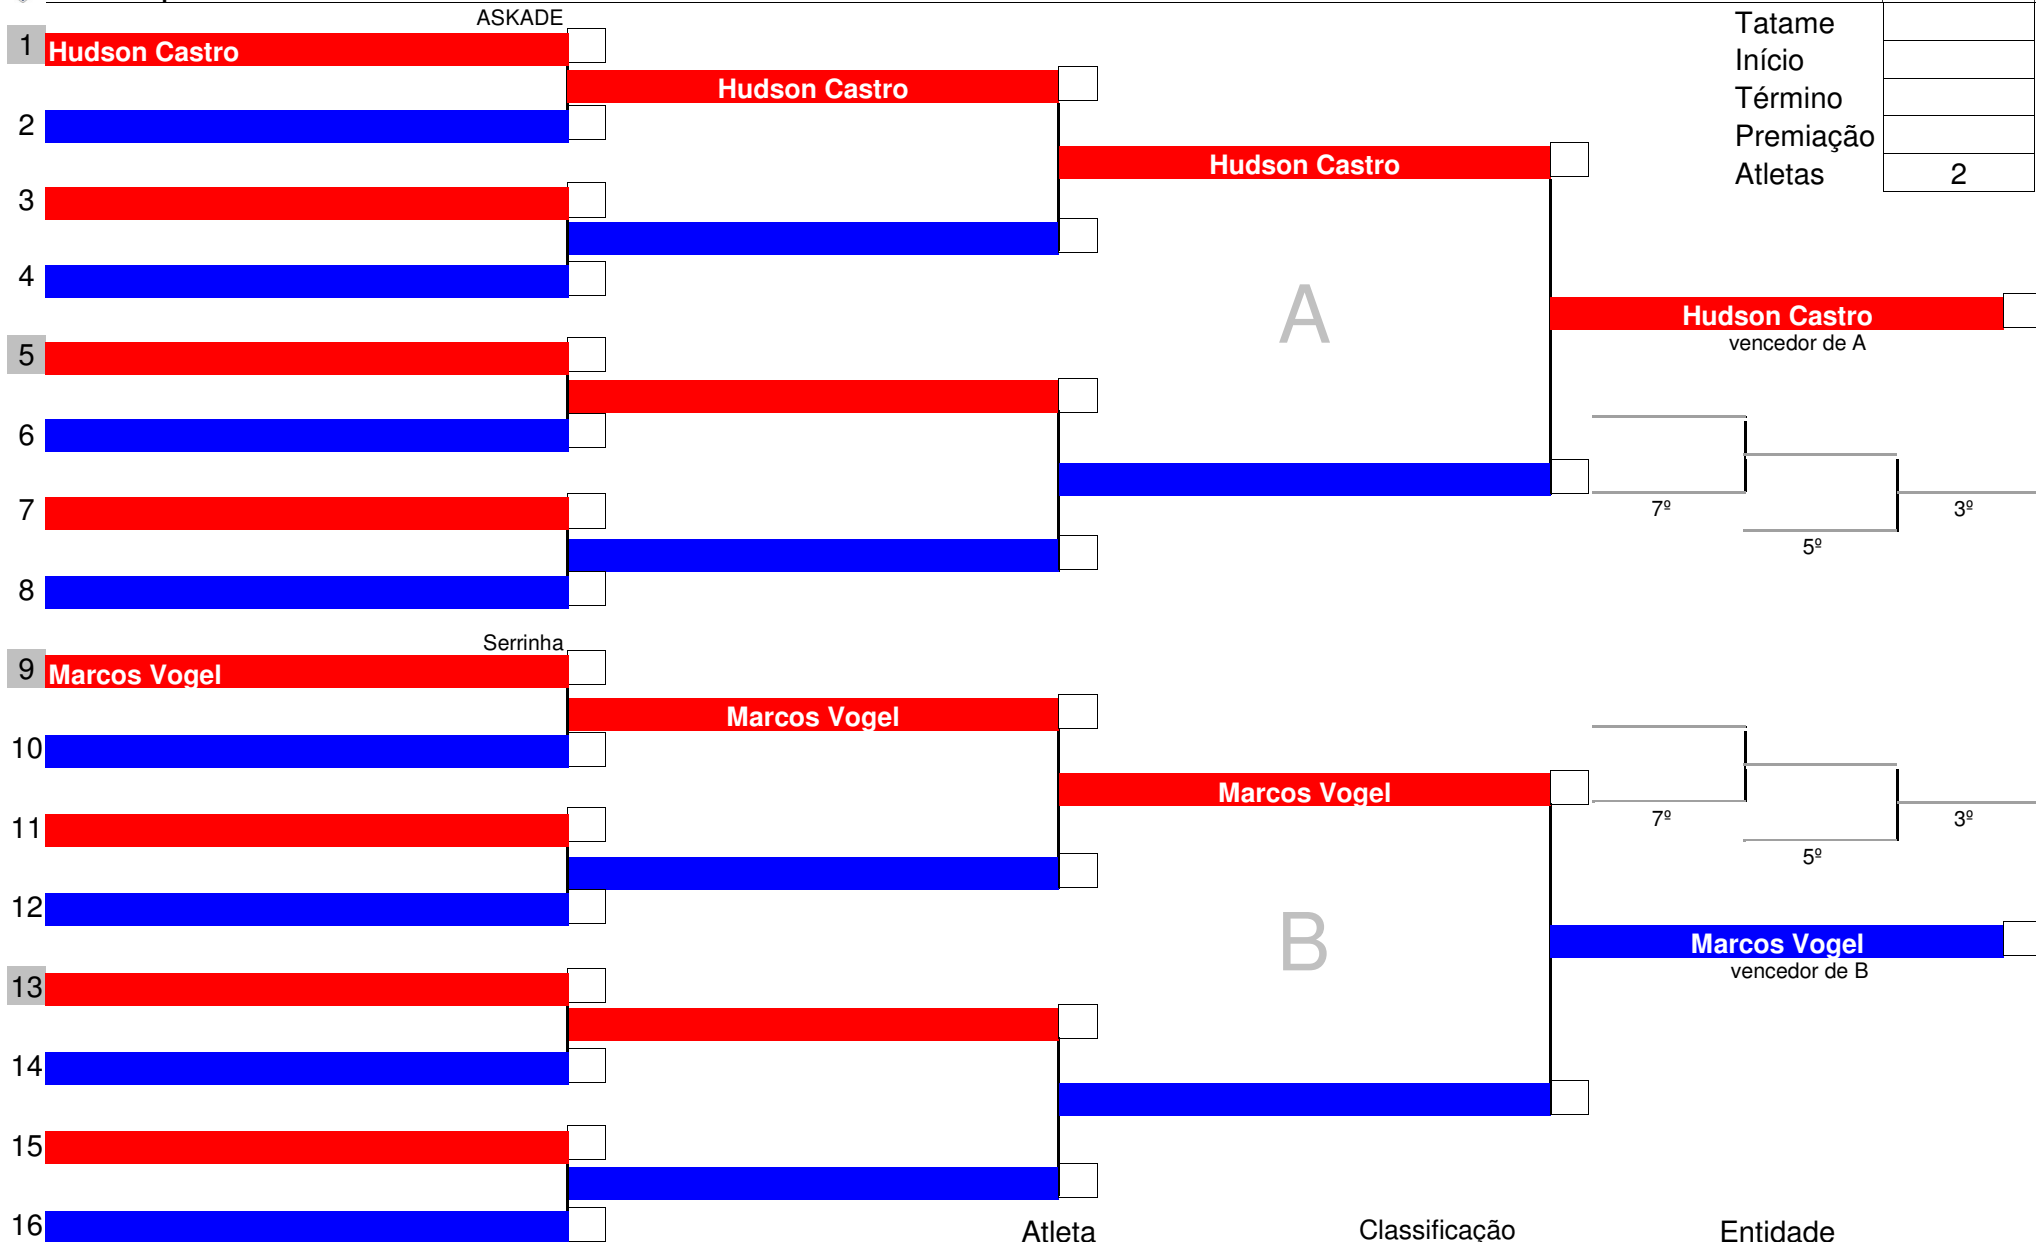 ASKADE
Tatame
1 Hudson Castro
Início
Hudson Castro
Término
2
Premiação
Hudson Castro
Atletas 2
3
4
A
Hudson Castro
vencedor de A
5
6
7
7º 3º
5º
8
Serrinha
9 Marcos Vogel
Marcos Vogel
10
Marcos Vogel
11
7º 3º
5º
12
B
Marcos Vogel
vencedor de B
13
14
15
16
Atleta Classificação Entidade